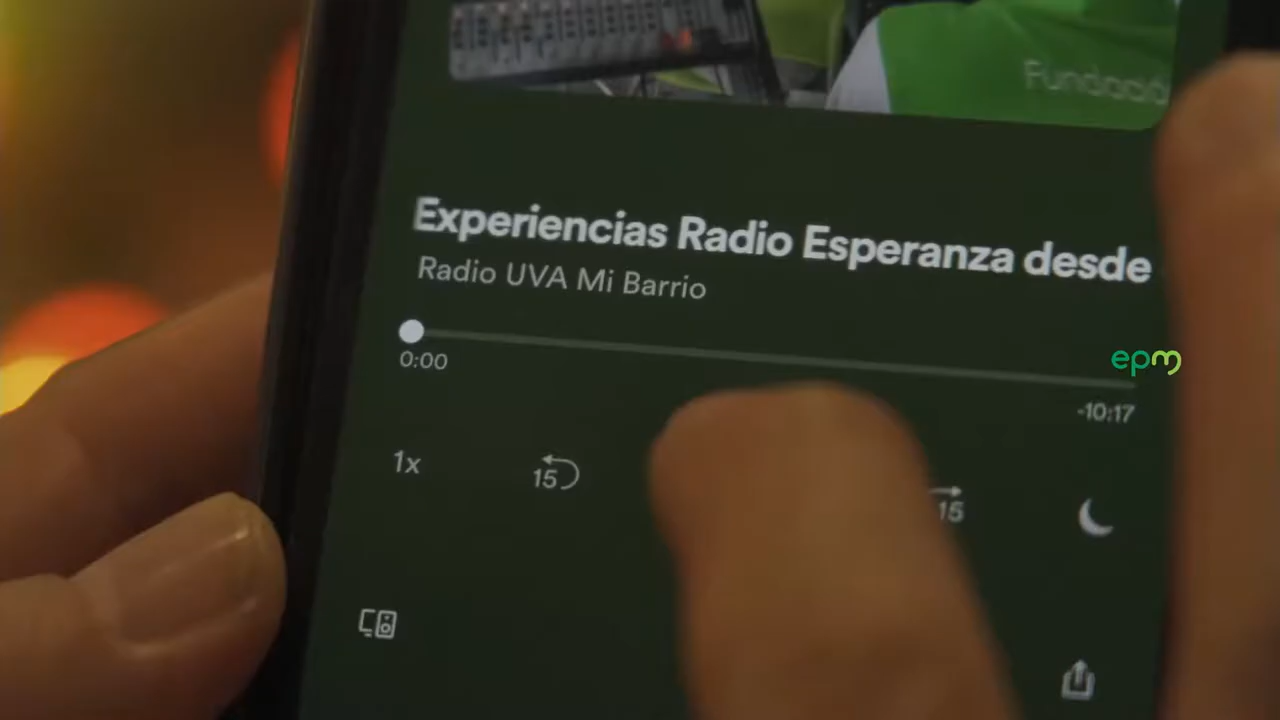 Fundació
Experiencias Radio Esperanza desde
Radio UVA Mi Barrio
epm
0:00
-10:17
1x
15
15